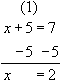 (1)
x + 5 = 7
−5 −5
x = 2